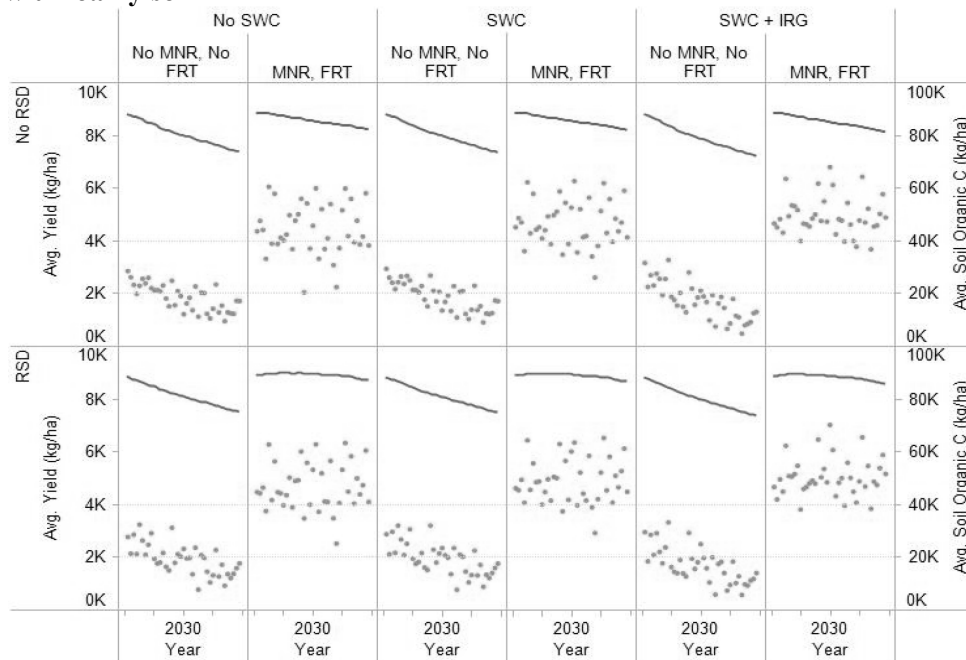 No SWC SWC SWC + IRG
No MNR, No FRT MNR, FRT No MNR, No FRT MNR, FRT No MNR, No FRT MNR, FRT
No RSD
Avg. Yield (kg/ha)
10K
8K
6K
4K
2K
0K
100K
80K
60K
40K
20K
0K
Avg. Soil Organic C (kg/ha)
RSD
Avg. Yield (kg/ha)
10K
8K
6K
4K
2K
0K
100K
80K
60K
40K
20K
0K
Avg. Soil Organic C (kg/ha)
2030 2030 2030 2030 2030 2030
Year Year Year Year Year Year